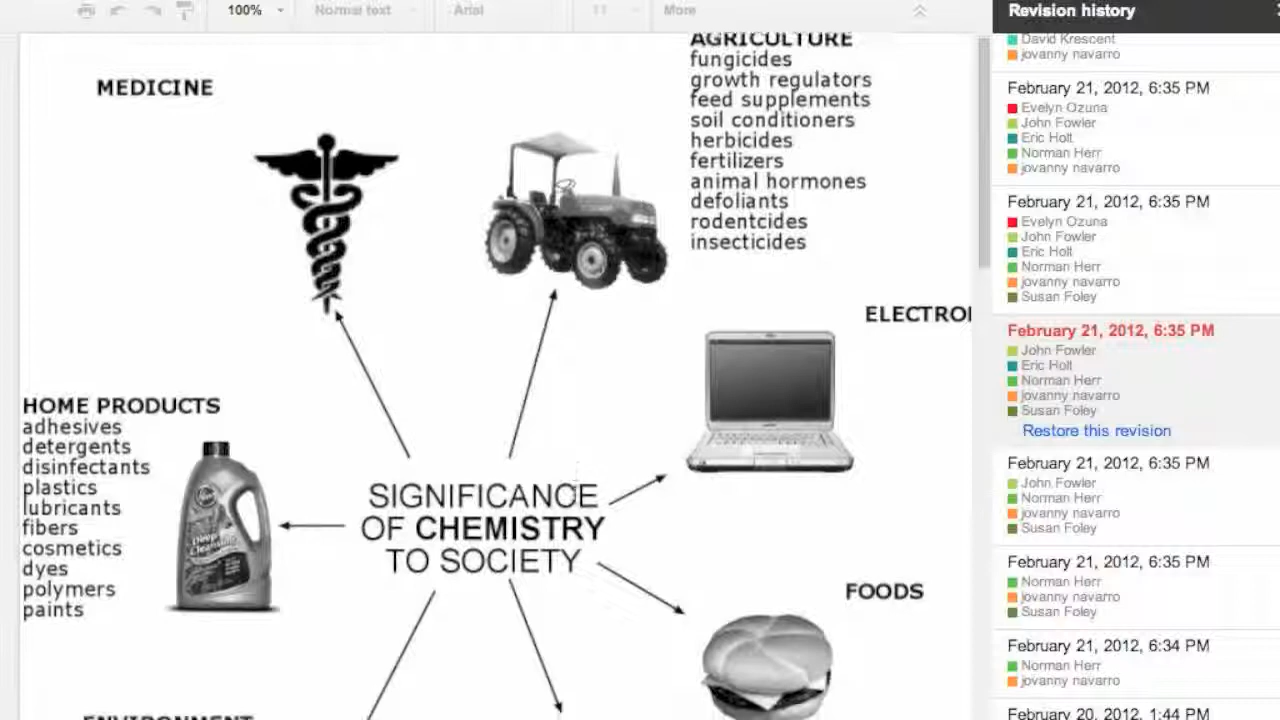 100%
Normal text
Arial
11
More
Revision history
MEDICINE
AGRICULTURE
fungicides
growth regulators
feed supplements
soil conditioners
herbicides
fertilizers
animal hormones
defoliants
rodentcides
insecticides
ELECTRO
HOME PRODUCTS
adhesives
detergents
disinfectants
plastics
lubricants
fibers
cosmetics
dyes
polymers
paints
SIGNIFICANCE
OF CHEMISTRY
TO SOCIETY
FOODS
ENVIRONMENT
David Krescent
jovanny navarro
February 21, 2012, 6:35 PM
Evelyn Ozuna
John Fowler
Eric Holt
Norman Herr
jovanny navarro
February 21, 2012, 6:35 PM
Evelyn Ozuna
John Fowler
Eric Holt
Norman Herr
jovanny navarro
Susan Foley
February 21, 2012, 6:35 PM
John Fowler
Eric Holt
Norman Herr
jovanny navarro
Susan Foley
Restore this revision
February 21, 2012, 6:35 PM
John Fowler
Norman Herr
jovanny navarro
Susan Foley
February 21, 2012, 6:35 PM
Norman Herr
jovanny navarro
Susan Foley
February 21, 2012, 6:34 PM
Norman Herr
jovanny navarro
February 20, 2012, 1:44 PM